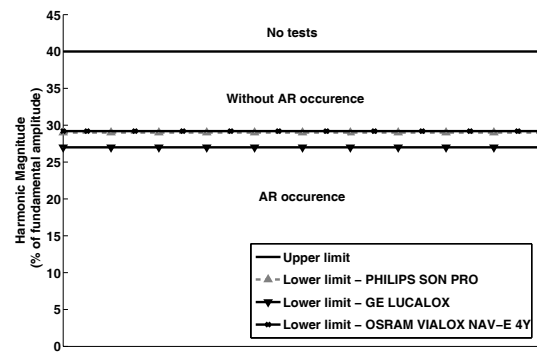 45
40
35
30
25
20
15
10
5
0
Harmonic Magnitude
(% of fundamental amplitude)
No tests
Without AR occurence
AR occurence
Upper limit
Lower limit – PHILIPS SON PRO
Lower limit – GE LUCALOX
Lower limit – OSRAM VIALOX NAV–E 4Y